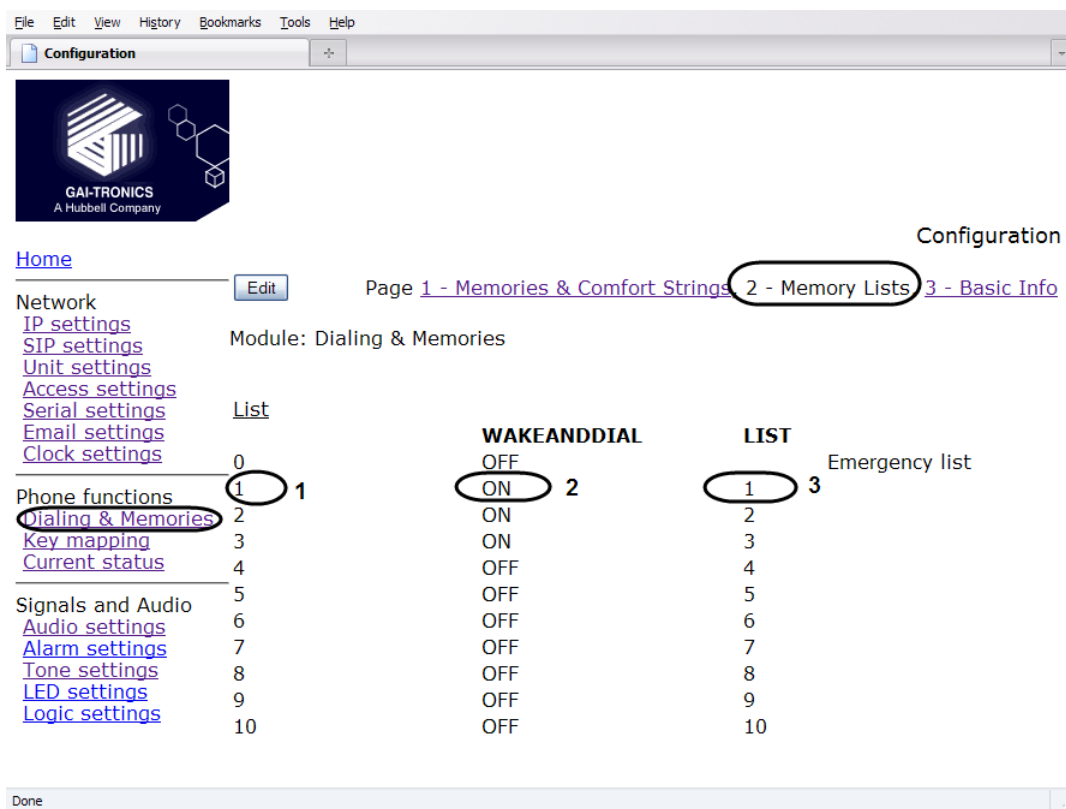 File Edit View History Bookmarks Tools Help
Configuration
GAI-TRONICS
A Hubbell Company
Configuration
Home
Edit Page 1 - Memories & Comfort Strings, 2 - Memory Lists, 3 - Basic Info
Network
IP settings
SIP settings
Unit settings
Access settings
Serial settings
Email settings
Clock settings
Phone functions
Dialing & Memories
Key mapping
Current status
Signals and Audio
Audio settings
Alarm settings
Tone settings
LED settings
Logic settings
Module: Dialing & Memories
List
WAKEANDDIAL LIST
0 OFF Emergency list
1 1 ON 2 1 3
2 ON 2
3 ON 3
4 OFF 4
5 OFF 5
6 OFF 6
7 OFF 7
8 OFF 8
9 OFF 9
10 OFF 10
Done